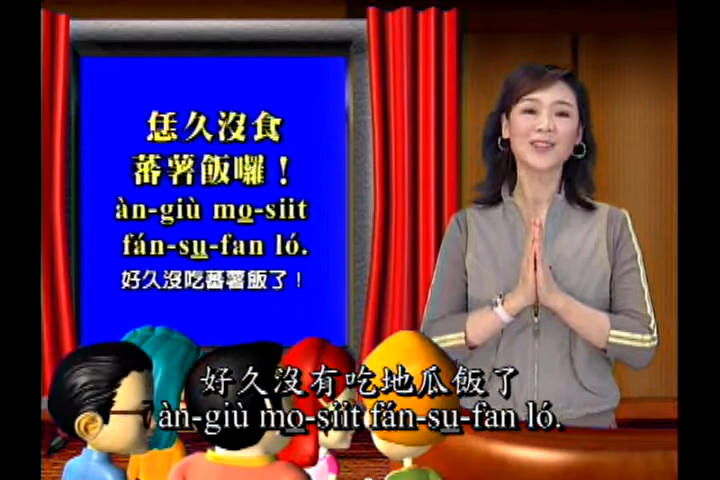 恁久沒食
蕃薯飯囉！
àn-giù mo̲-siit
fán-su̲-fan ló.
好久沒吃蕃薯飯了！
好久沒有吃地瓜飯了
àn-giù mo̲-siit fán-su̲-fan ló.